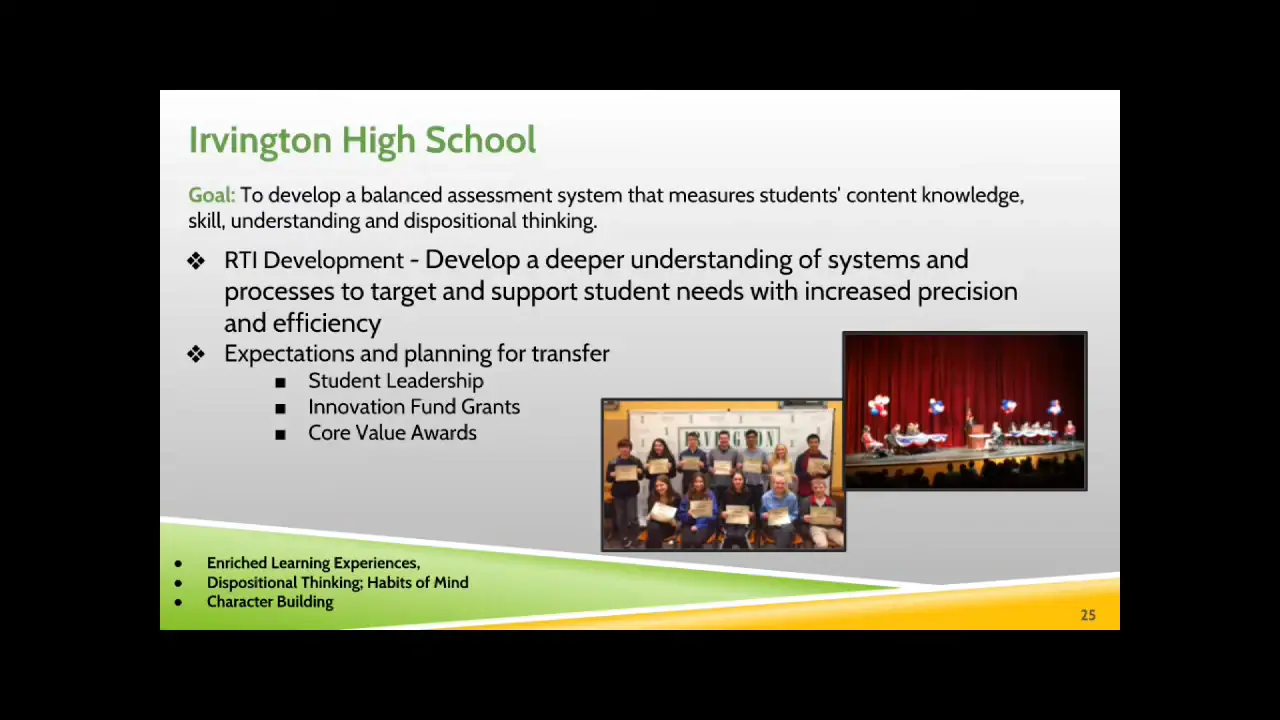 Irvington High School
Goal: To develop a balanced assessment system that measures students' content knowledge,
skill, understanding and dispositional thinking.
❖ RTI Development - Develop a deeper understanding of systems and
processes to target and support student needs with increased precision
and efficiency
❖ Expectations and planning for transfer
■ Student Leadership
■ Innovation Fund Grants
■ Core Value Awards
IRVINGTON
● Enriched Learning Experiences,
● Dispositional Thinking; Habits of Mind
● Character Building
25